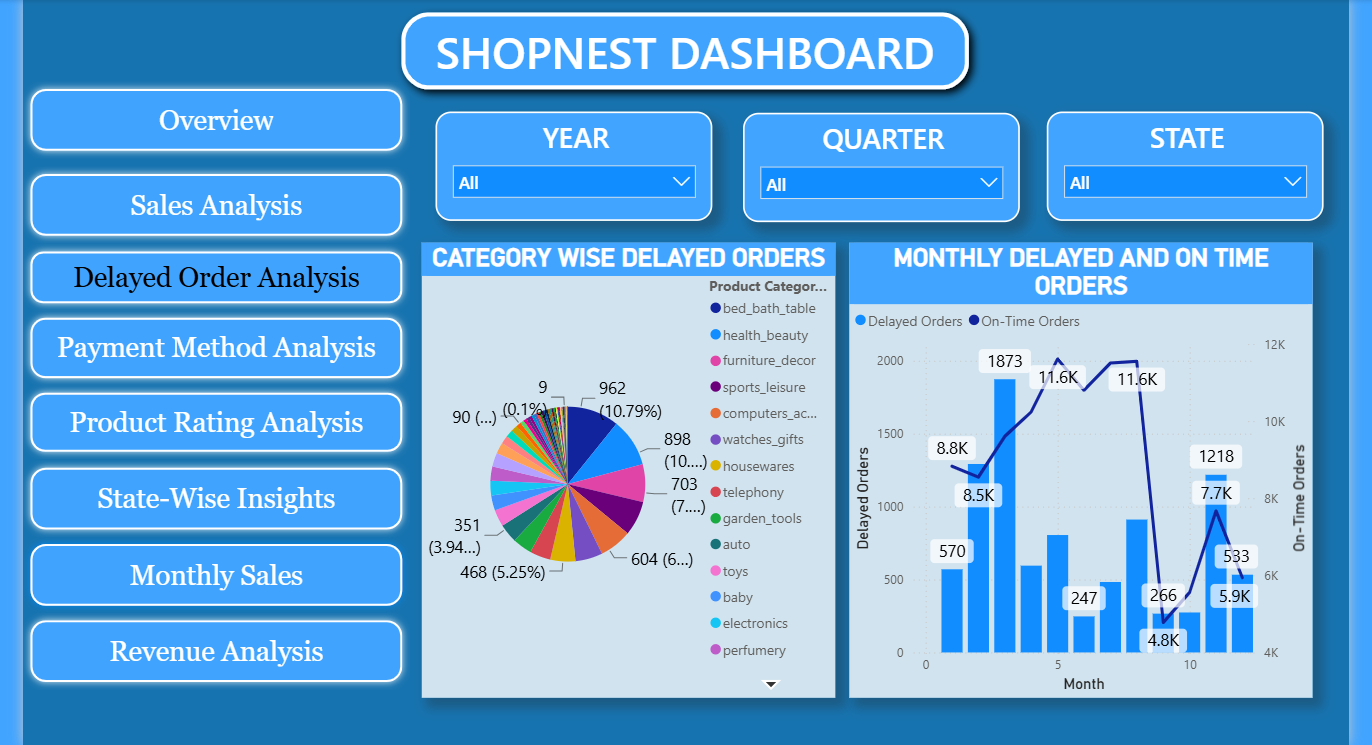 SHOPNEST DASHBOARD
Overview
Sales Analysis
Delayed Order Analysis
Payment Method Analysis
Product Rating Analysis
State-Wise Insights
Monthly Sales
Revenue Analysis
YEAR
All
QUARTER
All
STATE
All
CATEGORY WISE DELAYED ORDERS
Product Categor...
bed_bath_table
health_beauty
furniture_decor
sports_leisure
computers_ac...
watches_gifts
housewares
telephony
garden_tools
auto
toys
baby
electronics
perfumery
9
(0.1%)
962
(10.79%)
90 (...)
898
(10....)
703
(7....)
351
(3.94...)
604 (6...)
468 (5.25%)
MONTHLY DELAYED AND ON TIME
ORDERS
Delayed Orders
On-Time Orders
Delayed Orders
2000
1500
1000
500
0
12K
10K
8K
6K
4K
On-Time Orders
1873
11.6K
11.6K
8.8K
8.5K
1218
7.7K
570
533
247
266
5.9K
4.8K
0
5
10
Month